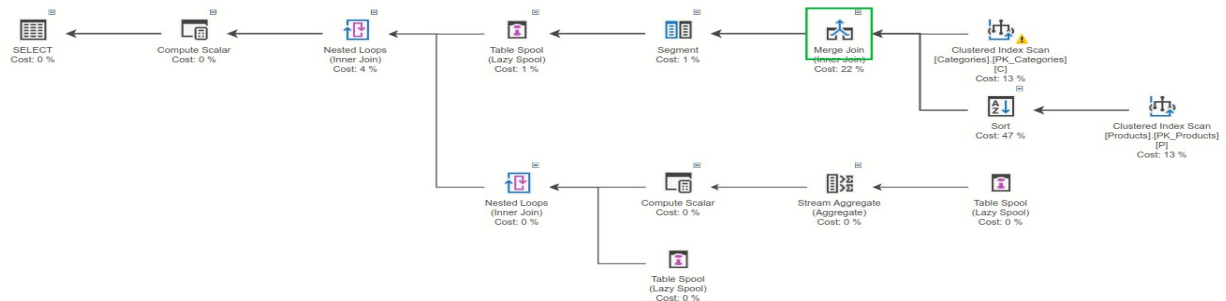 SELECT
Cost: 0 %
Compute Scalar
Cost: 0 %
Nested Loops
(Inner Join)
Cost: 4 %
Table Spool
(Lazy Spool)
Cost: 1 %
Segment
Cost: 1 %
Merge Join
(Inner Join)
Cost: 22 %
Clustered Index Scan
[Categories].[PK_Categories]
[C]
Cost: 13 %
A
Z
Sort
Cost: 47 %
Clustered Index Scan
[Products].[PK_Products]
[P]
Cost: 13 %
Nested Loops
(Inner Join)
Cost: 0 %
Compute Scalar
Cost: 0 %
Stream Aggregate
(Aggregate)
Cost: 0 %
Table Spool
(Lazy Spool)
Cost: 0 %
Table Spool
(Lazy Spool)
Cost: 0 %